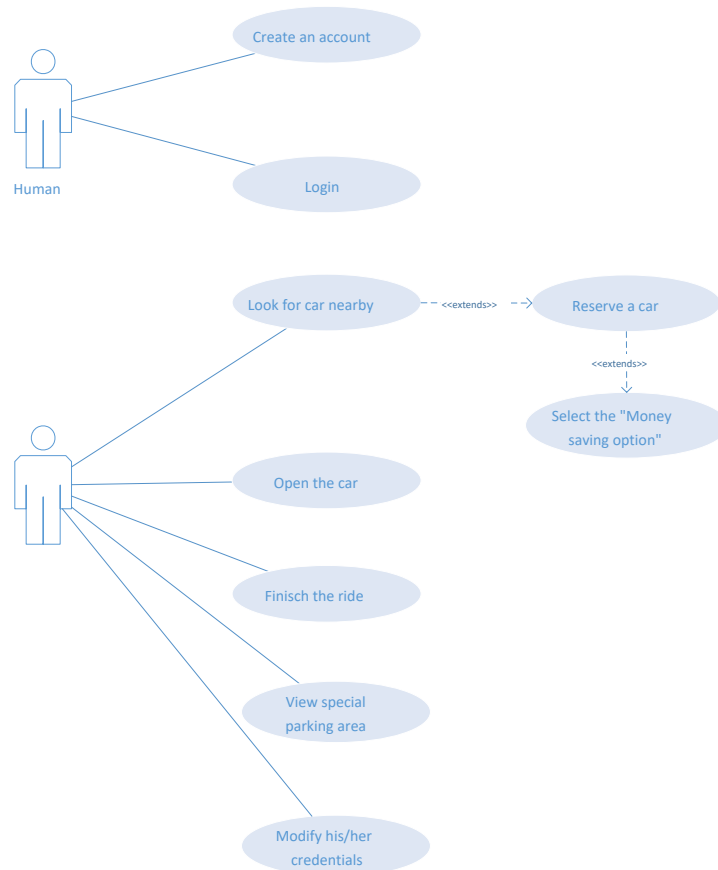 Create an account
Human
Login
Look for car nearby
<<extends>>
Reserve a car
<<extends>>
Select the "Money
saving option"
Open the car
Finisch the ride
View special
parking area
Modify his/her
credentials